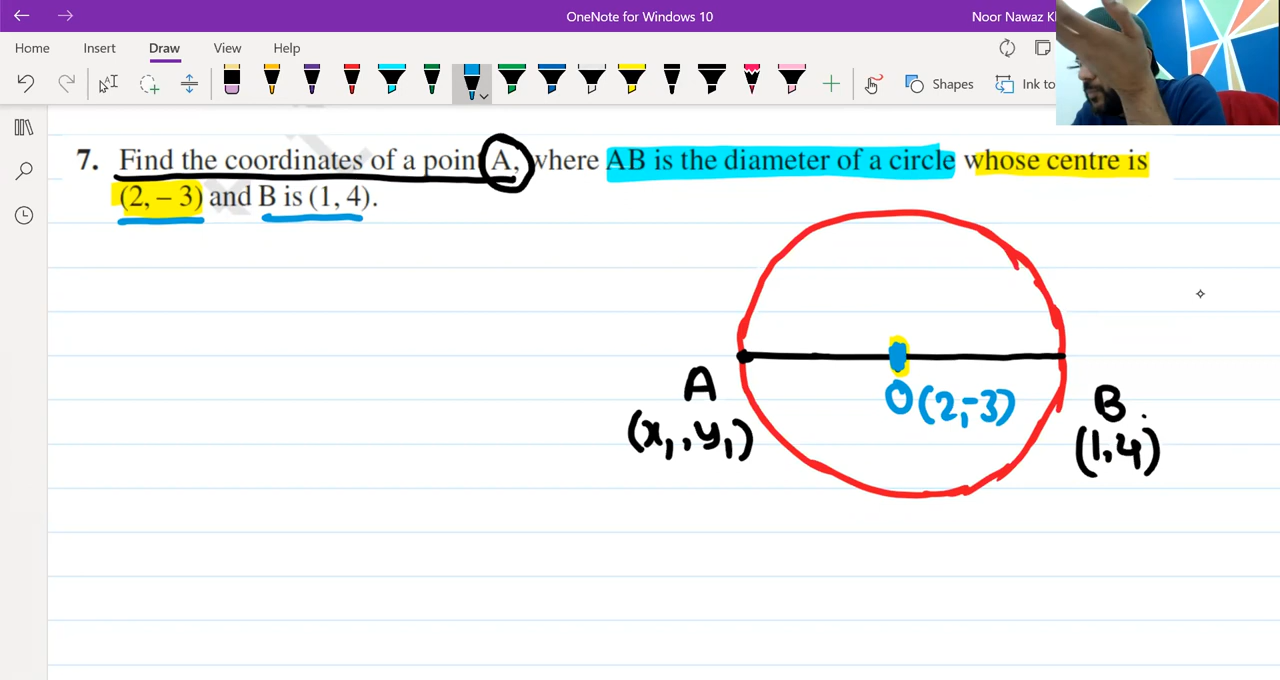 OneNote for Windows 10
Noor Nawaz
Home Insert Draw View Help
Shapes
Ink to
7. Find the coordinates of a point A, where AB is the diameter of a circle whose centre is
(2, – 3) and B is (1, 4).
A
(x₁, y₁)
O(2,-3)
B
(1,4)